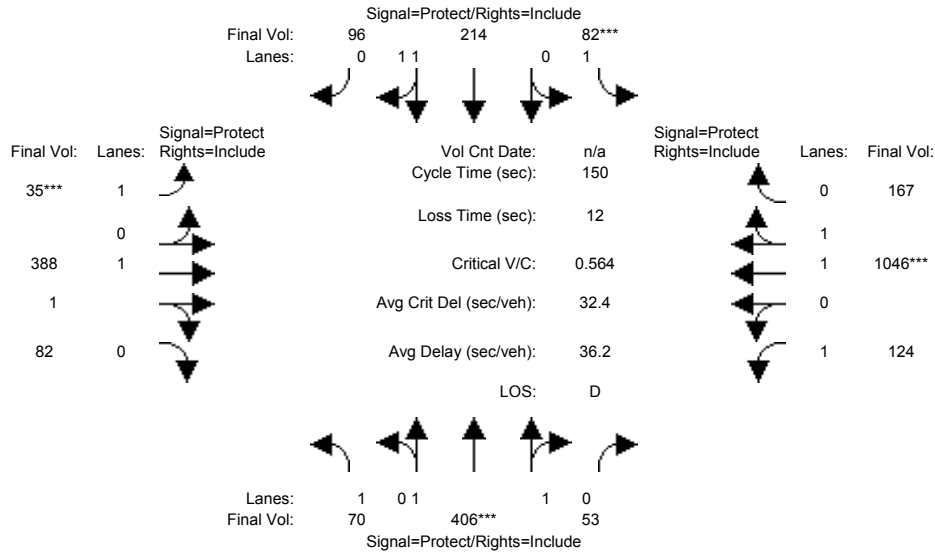 Signal=Protect/Rights=Include
Final Vol: 96 214 82***
Lanes: 0 1 1 0 1
Signal=Protect Signal=Protect
Final Vol: Lanes: Rights=Include Vol Cnt Date: n/a Rights=Include Lanes: Final Vol:
Cycle Time (sec): 150
35*** 1 0 167
Loss Time (sec): 12
0 1
388 1 Critical V/C: 0.564 1 1046***
1 Avg Crit Del (sec/veh): 32.4 0
82 0 Avg Delay (sec/veh): 36.2 1 124
LOS: D
Lanes: 1 0 1 1 0
Final Vol: 70 406*** 53
Signal=Protect/Rights=Include